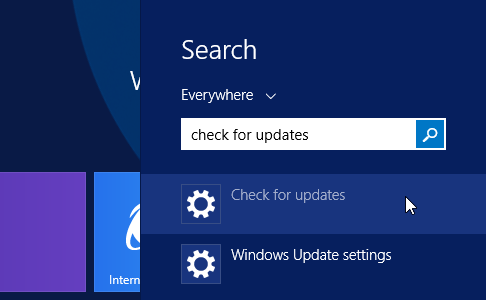 Search
Everywhere
check for updates
Check for updates
Windows Update settings